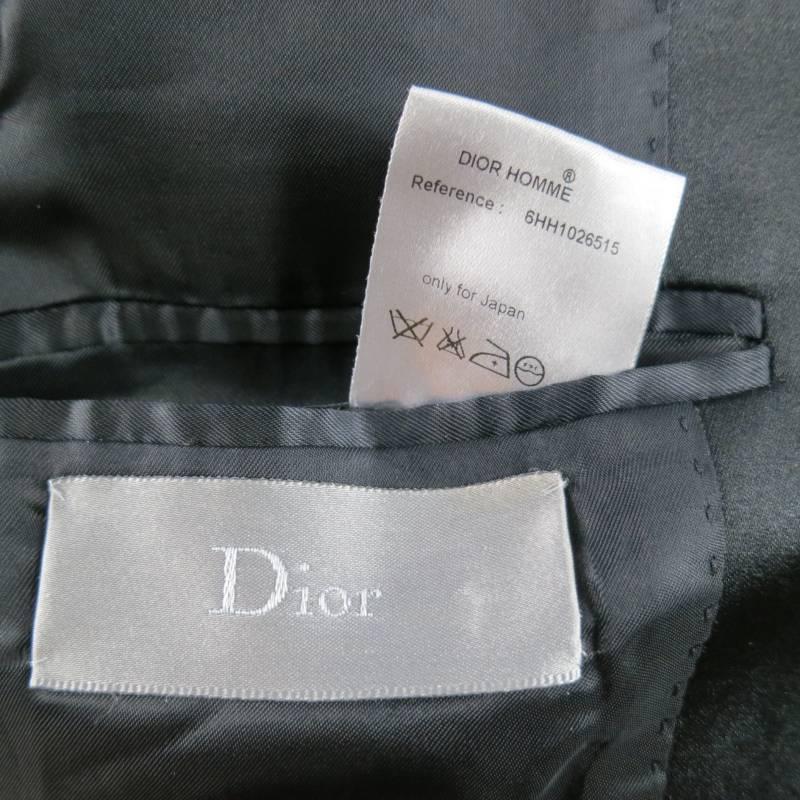 DIOR HOMME®
Reference : 6HH1026515
only for Japan
Dior